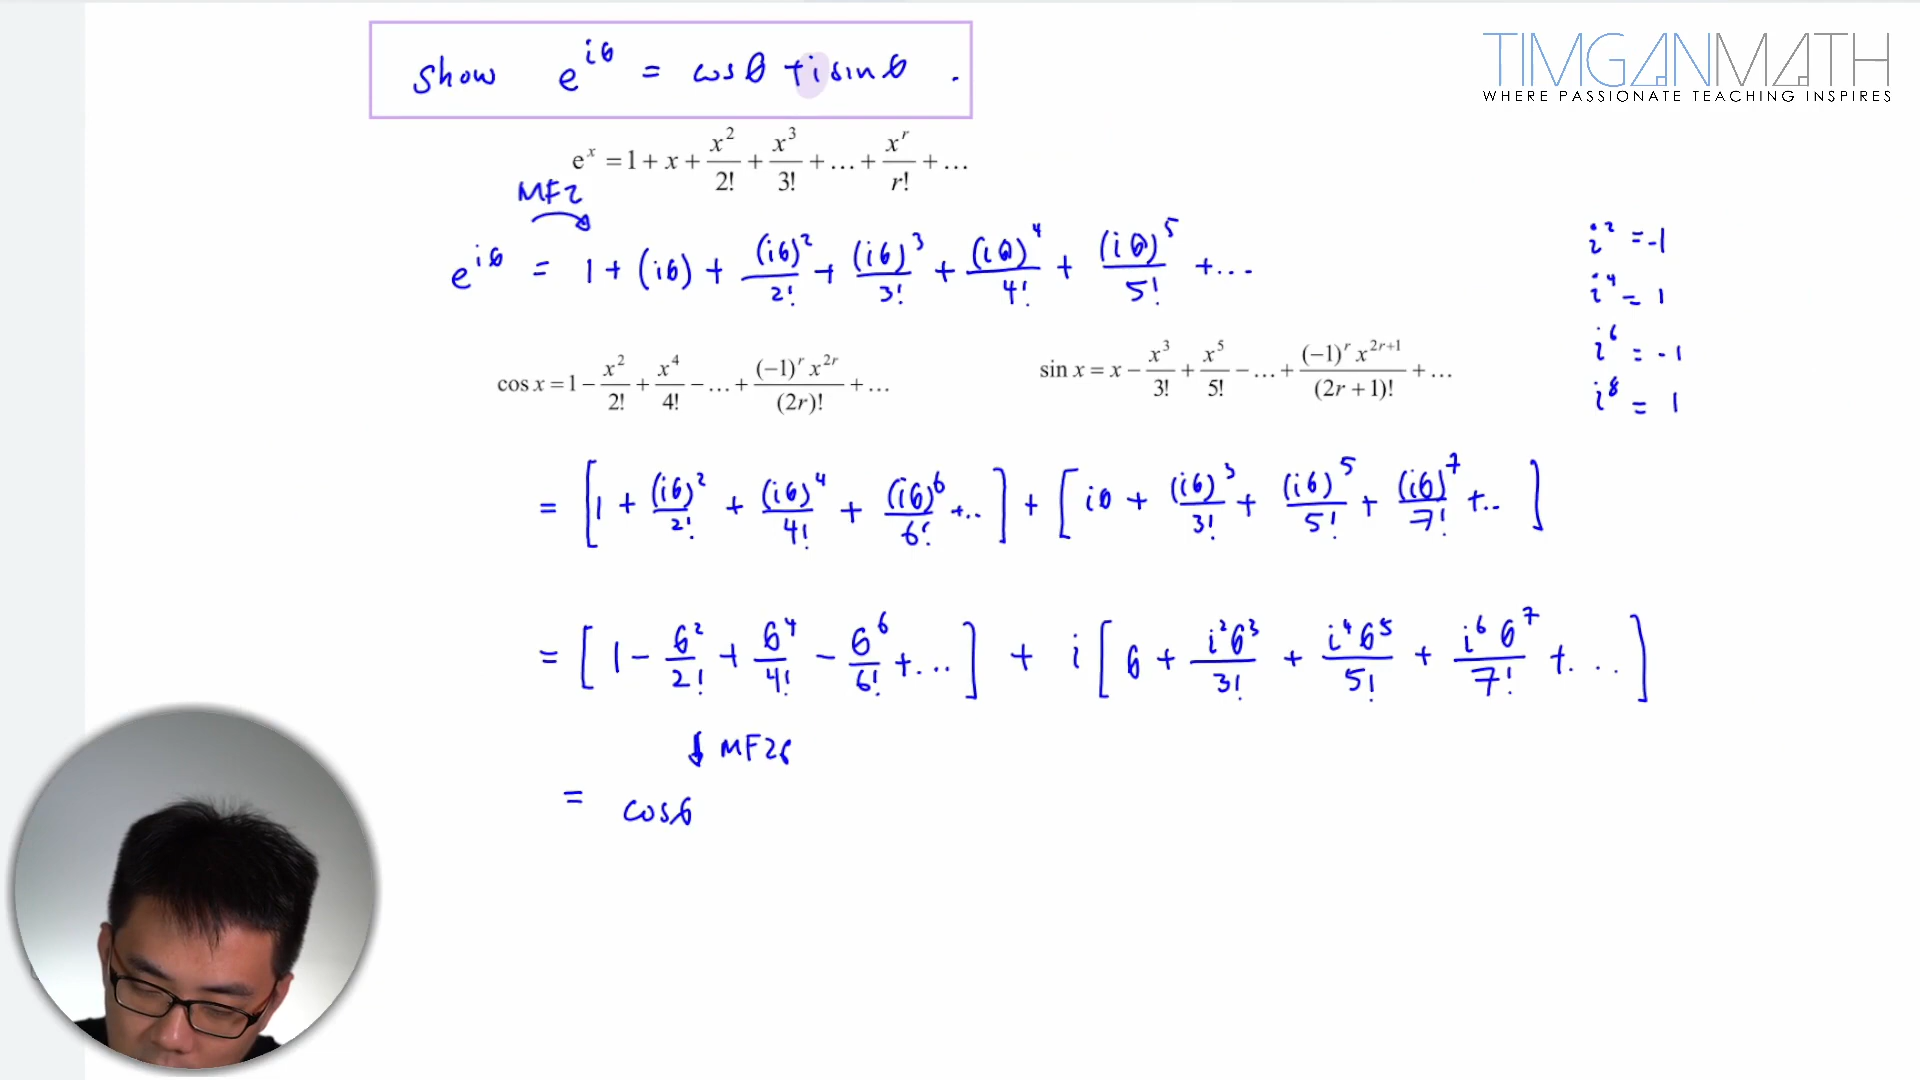 Show e^{iθ} = cosθ + i sinθ .
TIMGANMATH
WHERE PASSIONATE TEACHING INSPIRES
e^x = 1 + x + x^2/2! + x^3/3! + … + x^r/r! + …
MF2
e^{iθ} = 1 + (iθ) + (iθ)^2/2! + (iθ)^3/3! + (iθ)^4/4! + (iθ)^5/5! + ...
i^2 = -1
i^4 = 1
i^6 = -1
i^8 = 1
cos x = 1 − x^2/2! + x^4/4! − … + (−1)^r x^{2r}/(2r)! + …
sin x = x − x^3/3! + x^5/5! − … + (−1)^r x^{2r+1}/(2r+1)! + …
= [1 + (iθ)^2/2! + (iθ)^4/4! + (iθ)^6/6! + ..] + [iθ + (iθ)^3/3! + (iθ)^5/5! + (iθ)^7/7! + ..]
= [1 − θ^2/2! + θ^4/4! − θ^6/6! + ...] + i[θ + i^2θ^3/3! + i^4θ^5/5! + i^6θ^7/7! + ...]
↓ MF26
= cosθ